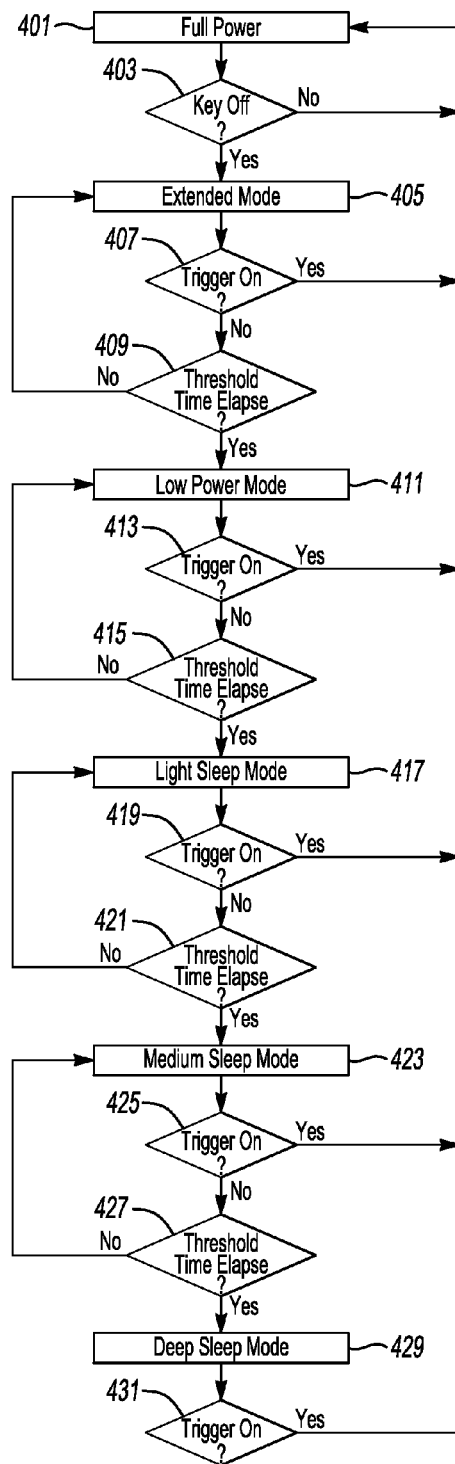 401
Full Power
403
Key Off
?
No
Yes
Extended Mode
405
407
Trigger On
?
Yes
No
409
Threshold
Time Elapse
?
No
Yes
Low Power Mode
411
413
Trigger On
?
Yes
No
415
Threshold
Time Elapse
?
No
Yes
Light Sleep Mode
417
419
Trigger On
?
Yes
No
421
Threshold
Time Elapse
?
No
Yes
Medium Sleep Mode
423
425
Trigger On
?
Yes
No
427
Threshold
Time Elapse
?
No
Yes
Deep Sleep Mode
429
431
Trigger On
?
Yes